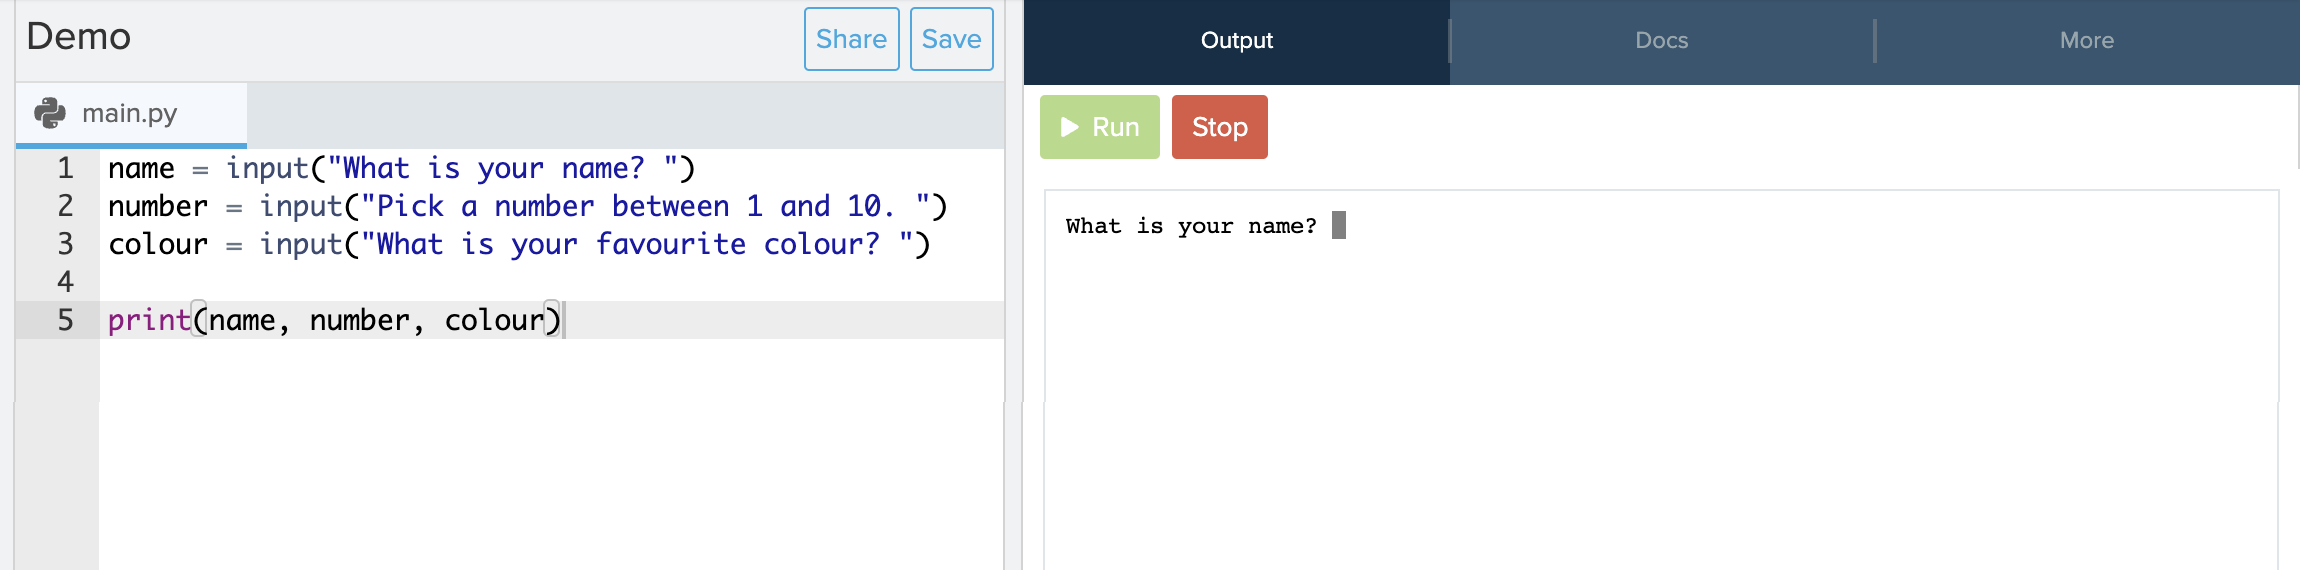 Demo
Share Save
main.py
1 name = input("What is your name? ")
2 number = input("Pick a number between 1 and 10. ")
3 colour = input("What is your favourite colour? ")
4
5 print(name, number, colour)
Output Docs More
Run Stop
What is your name?